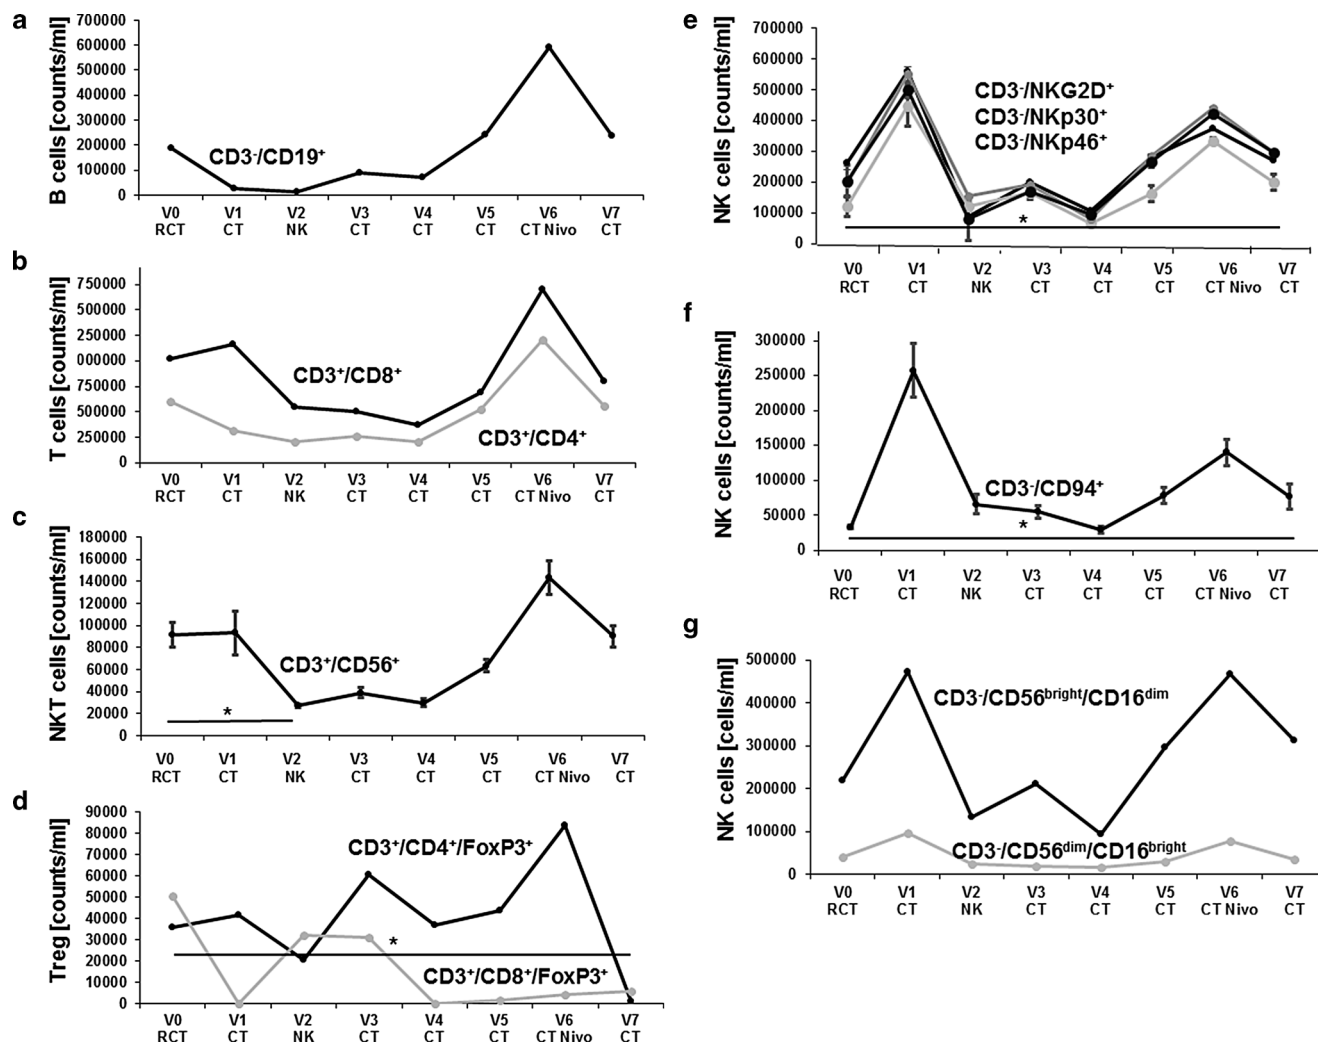 a
B cells [counts/ml]
700000
600000
500000
400000
300000
200000
100000
0
CD3-/CD19+
V0 V1 V2 V3 V4 V5 V6 V7
RCT CT NK CT CT CT CT Nivo CT
b
T cells [counts/ml]
750000
500000
250000
000000
750000
500000
250000
0
CD3+/CD8+
CD3+/CD4+
V0 V1 V2 V3 V4 V5 V6 V7
RCT CT NK CT CT CT CT Nivo CT
c
NKT cells [counts/ml]
180000
160000
140000
120000
100000
80000
60000
40000
20000
0
CD3+/CD56+
*
V0 V1 V2 V3 V4 V5 V6 V7
RCT CT NK CT CT CT CT Nivo CT
d
Treg [counts/ml]
90000
80000
70000
60000
50000
40000
30000
20000
10000
0
CD3+/CD4+/FoxP3+
*
CD3+/CD8+/FoxP3+
V0 V1 V2 V3 V4 V5 V6 V7
RCT CT NK CT CT CT CT Nivo CT
e
NK cells [counts/ml]
700000
600000
500000
400000
300000
200000
100000
0
CD3-/NKG2D+
CD3-/NKp30+
CD3-/NKp46+
*
V0 V1 V2 V3 V4 V5 V6 V7
RCT CT NK CT CT CT CT Nivo CT
f
NK cells [counts/ml]
300000
250000
200000
150000
100000
50000
0
CD3-/CD94+
*
V0 V1 V2 V3 V4 V5 V6 V7
RCT CT NK CT CT CT CT Nivo CT
g
NK cells [cells/ml]
500000
400000
300000
200000
100000
0
CD3-/CD56bright/CD16dim
CD3-/CD56dim/CD16bright
V0 V1 V2 V3 V4 V5 V6 V7
RCT CT NK CT CT CT CT Nivo CT